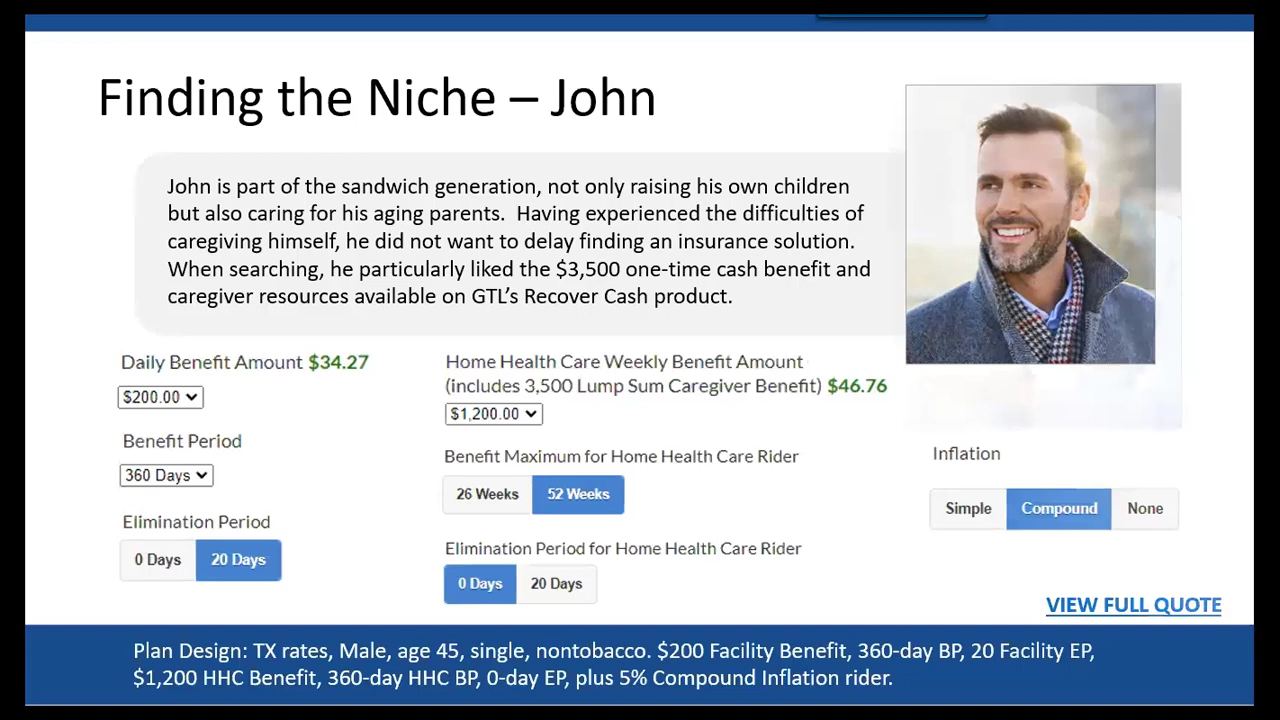 Finding the Niche – John
John is part of the sandwich generation, not only raising his own children
but also caring for his aging parents.  Having experienced the difficulties of
caregiving himself, he did not want to delay finding an insurance solution.
When searching, he particularly liked the $3,500 one-time cash benefit and
caregiver resources available on GTL’s Recover Cash product.
Daily Benefit Amount $34.27
$200.00
Benefit Period
360 Days
Elimination Period
0 Days 20 Days
Home Health Care Weekly Benefit Amount
(includes 3,500 Lump Sum Caregiver Benefit) $46.76
$1,200.00
Benefit Maximum for Home Health Care Rider
26 Weeks 52 Weeks
Elimination Period for Home Health Care Rider
0 Days 20 Days
Inflation
Simple Compound None
VIEW FULL QUOTE
Plan Design: TX rates, Male, age 45, single, nontobacco. $200 Facility Benefit, 360-day BP, 20 Facility EP,
$1,200 HHC Benefit, 360-day HHC BP, 0-day EP, plus 5% Compound Inflation rider.